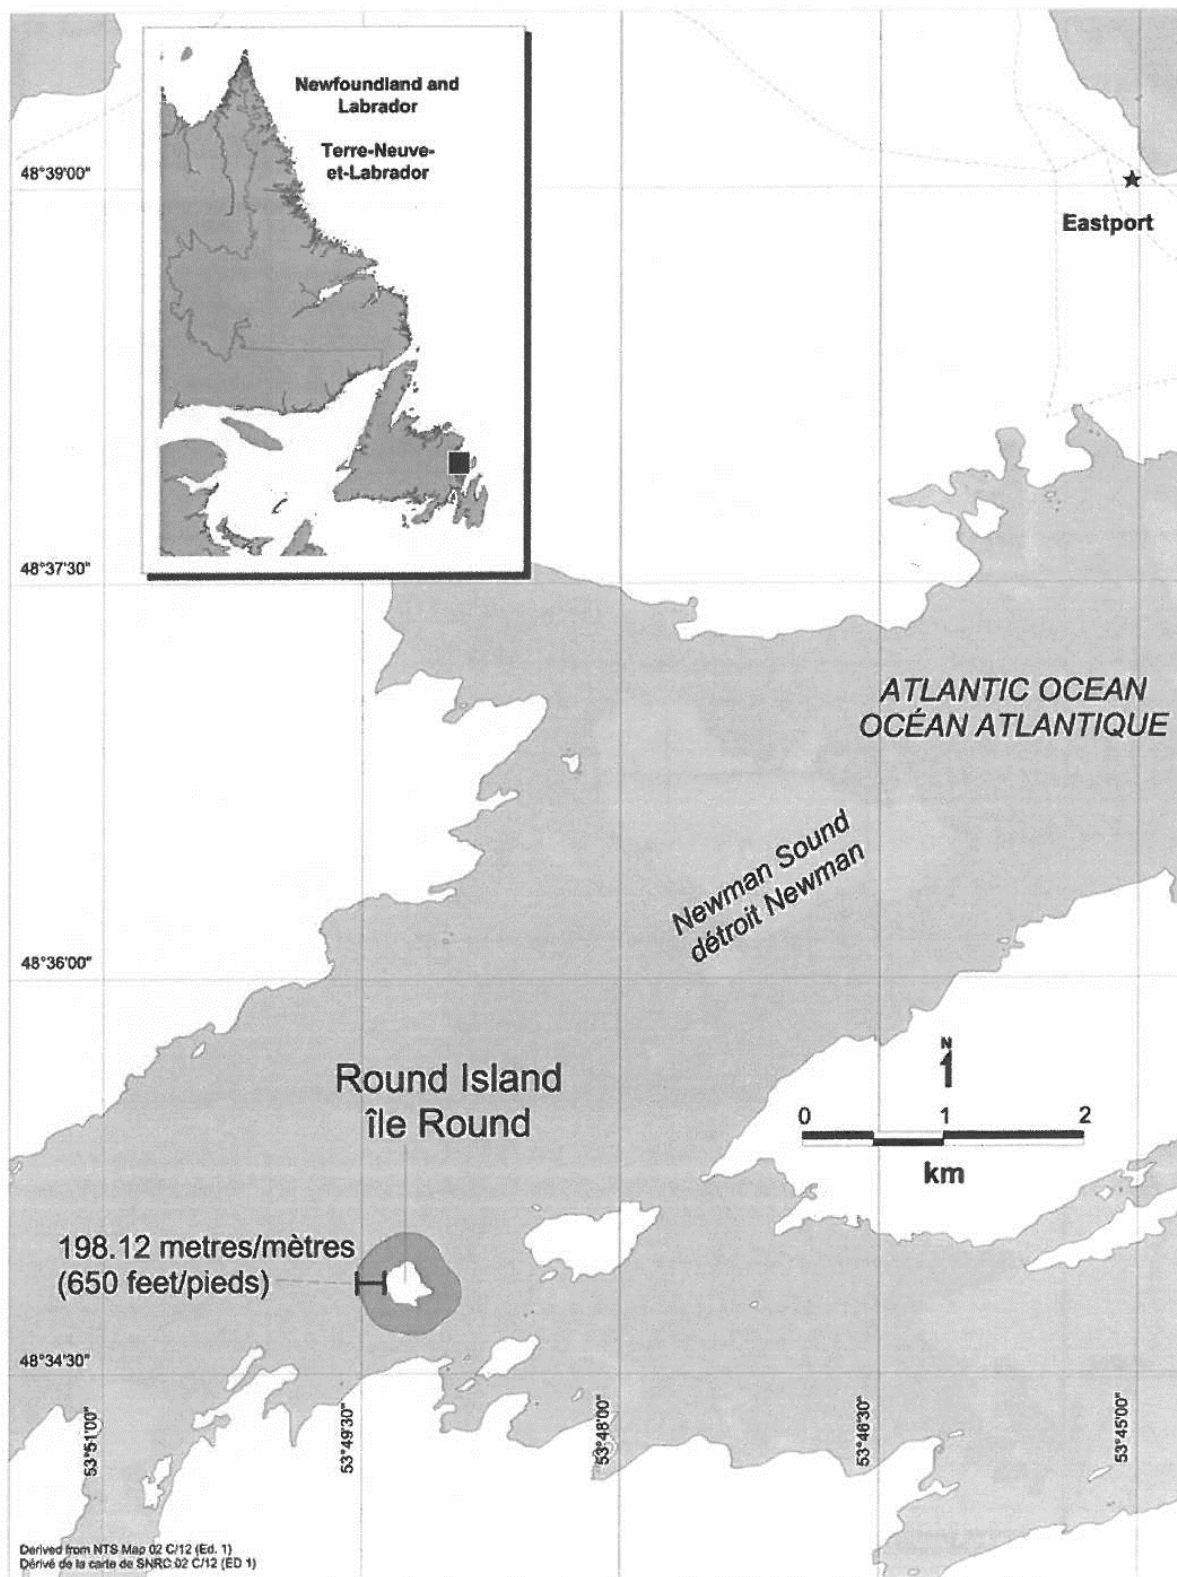 Newfoundland and
Labrador
Terre-Neuve-
et-Labrador
48°39'00"
Eastport
48°37'30"
ATLANTIC OCEAN
OCÉAN ATLANTIQUE
Newman Sound
détroit Newman
48°36'00"
N
Round Island
île Round
0 1 2
km
198.12 metres/mètres
(650 feet/pieds)
48°34'30"
53°51'00"
53°49'30"
53°48'00"
53°46'30"
53°45'00"
Derived from NTS Map 02 C/12 (Ed. 1)
Dérivé de la carte de SNRC 02 C/12 (ED 1)